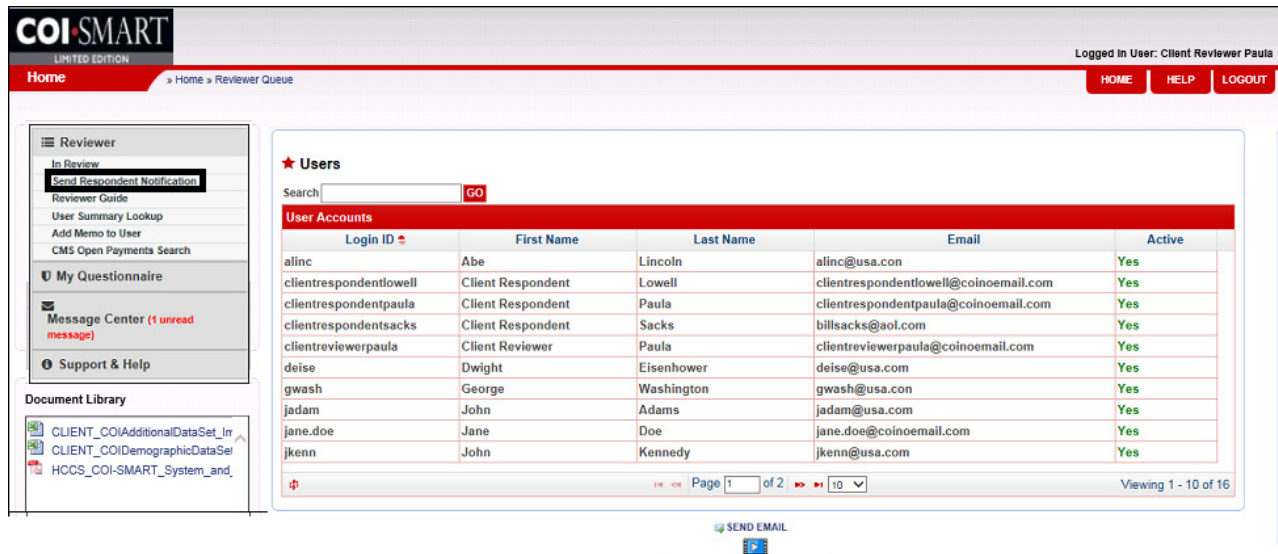 COI•SMART
LIMITED EDITION
Logged In User: Client Reviewer Paula
Home
» Home » Reviewer Queue
HOME HELP LOGOUT
Reviewer
In Review
Send Respondent Notification
Reviewer Guide
User Summary Lookup
Add Memo to User
CMS Open Payments Search
My Questionnaire
Message Center (1 unread
message)
Support & Help
Document Library
CLIENT_COIAdditionalDataSet_Im
CLIENT_COIDemographicDataSet
HCCS_COI-SMART_System_and_
Users
Search GO
User Accounts
Login ID First Name Last Name Email Active
alinc Abe Lincoln alinc@usa.con Yes
clientrespondentlowell Client Respondent Lowell clientrespondentlowell@coinoemail.com Yes
clientrespondentpaula Client Respondent Paula clientrespondentpaula@coinoemail.com Yes
clientrespondentsacks Client Respondent Sacks billsacks@aol.com Yes
clientreviewerpaula Client Reviewer Paula clientreviewerpaula@coinoemail.com Yes
deise Dwight Eisenhower deise@usa.com Yes
gwash George Washington gwash@usa.con Yes
jadam John Adams jadam@usa.com Yes
jane.doe Jane Doe jane.doe@coinoemail.com Yes
jkenn John Kennedy jkenn@usa.com Yes
Page 1 of 2 10 Viewing 1 - 10 of 16
SEND EMAIL